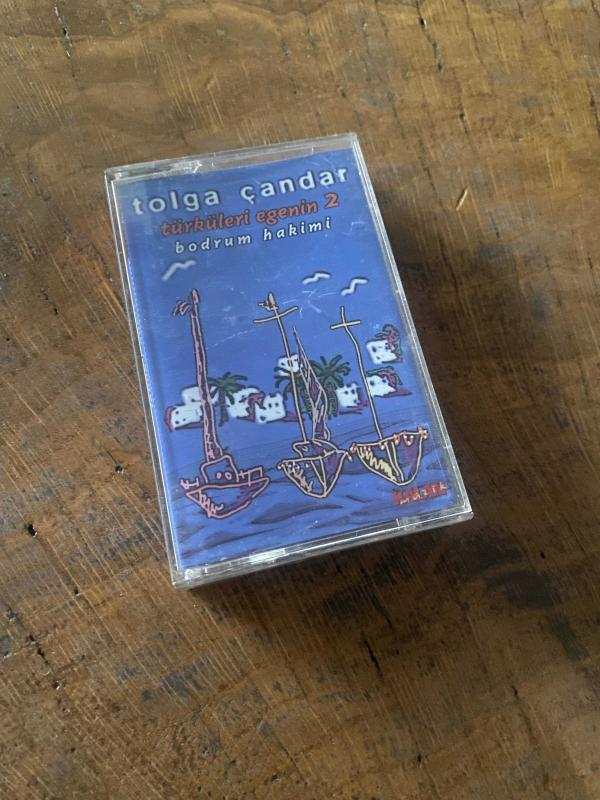 tolga çandar
türküleri egenin 2
bodrum hakimi